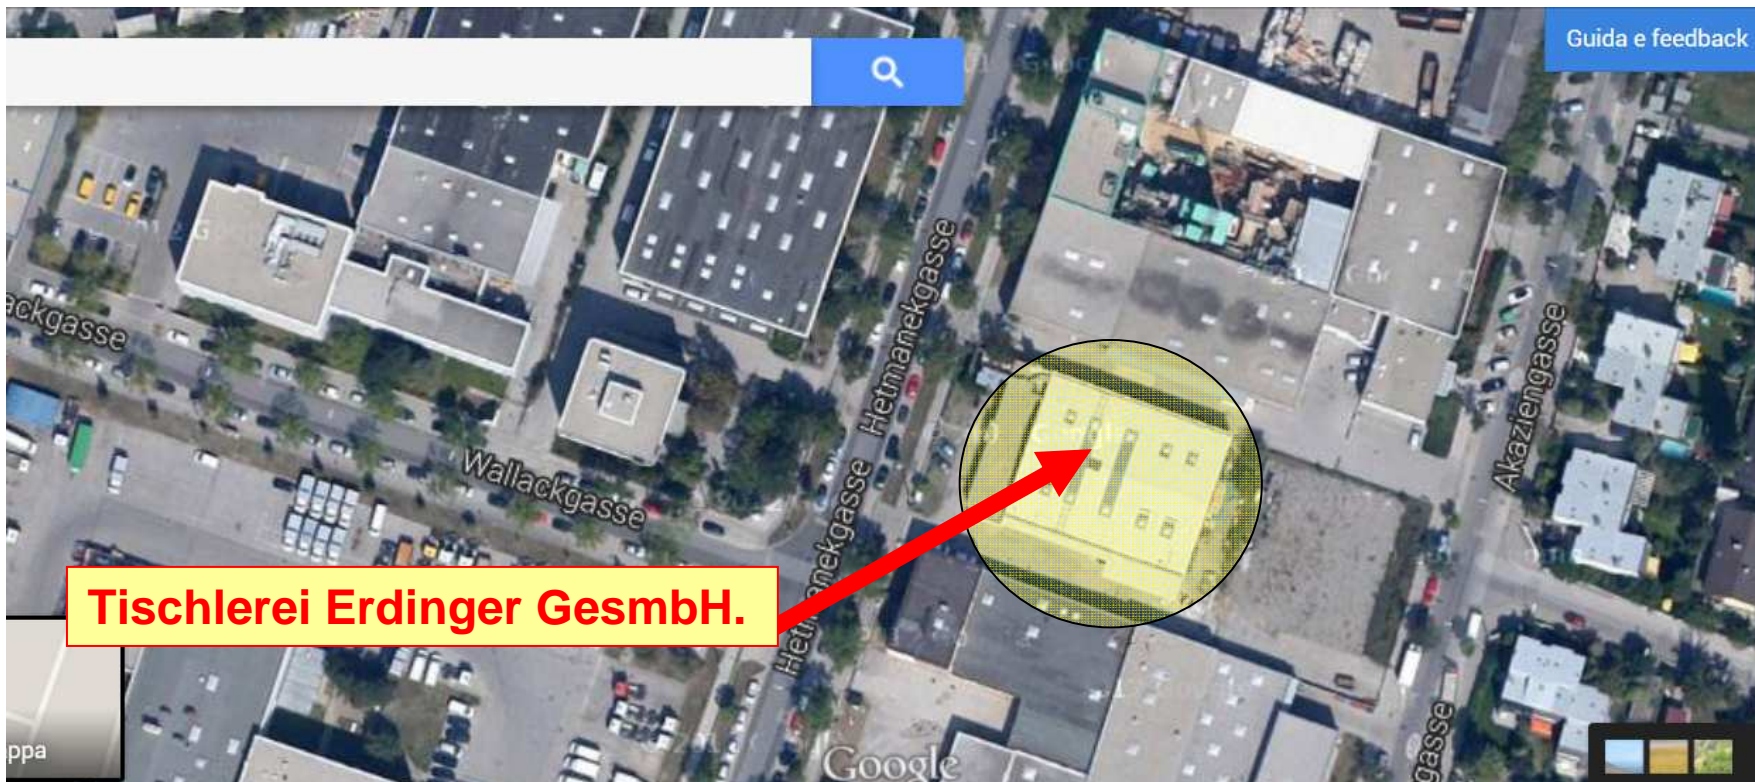 Guida e feedback
Hetmanekgasse
ackgasse
Akaziengasse
Hetmanekgasse
Wallackgasse
Tischlerei Erdinger GesmbH.
ppa
Google
gasse